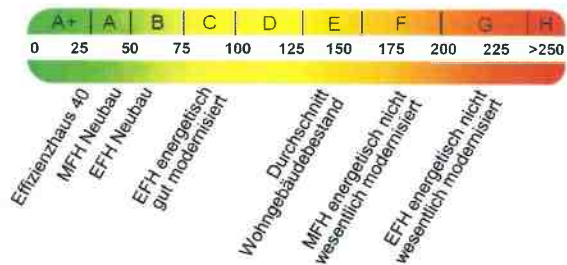 A+ A B C D E F G H
0 25 50 75 100 125 150 175 200 225 >250
Effizienzhaus 40
MFH Neubau
EFH Neubau
EFH energetisch
gut modernisiert
Durchschnitt
Wohngebäudebestand
MFH energetisch nicht
wesentlich modernisiert
EFH energetisch nicht
wesentlich modernisiert